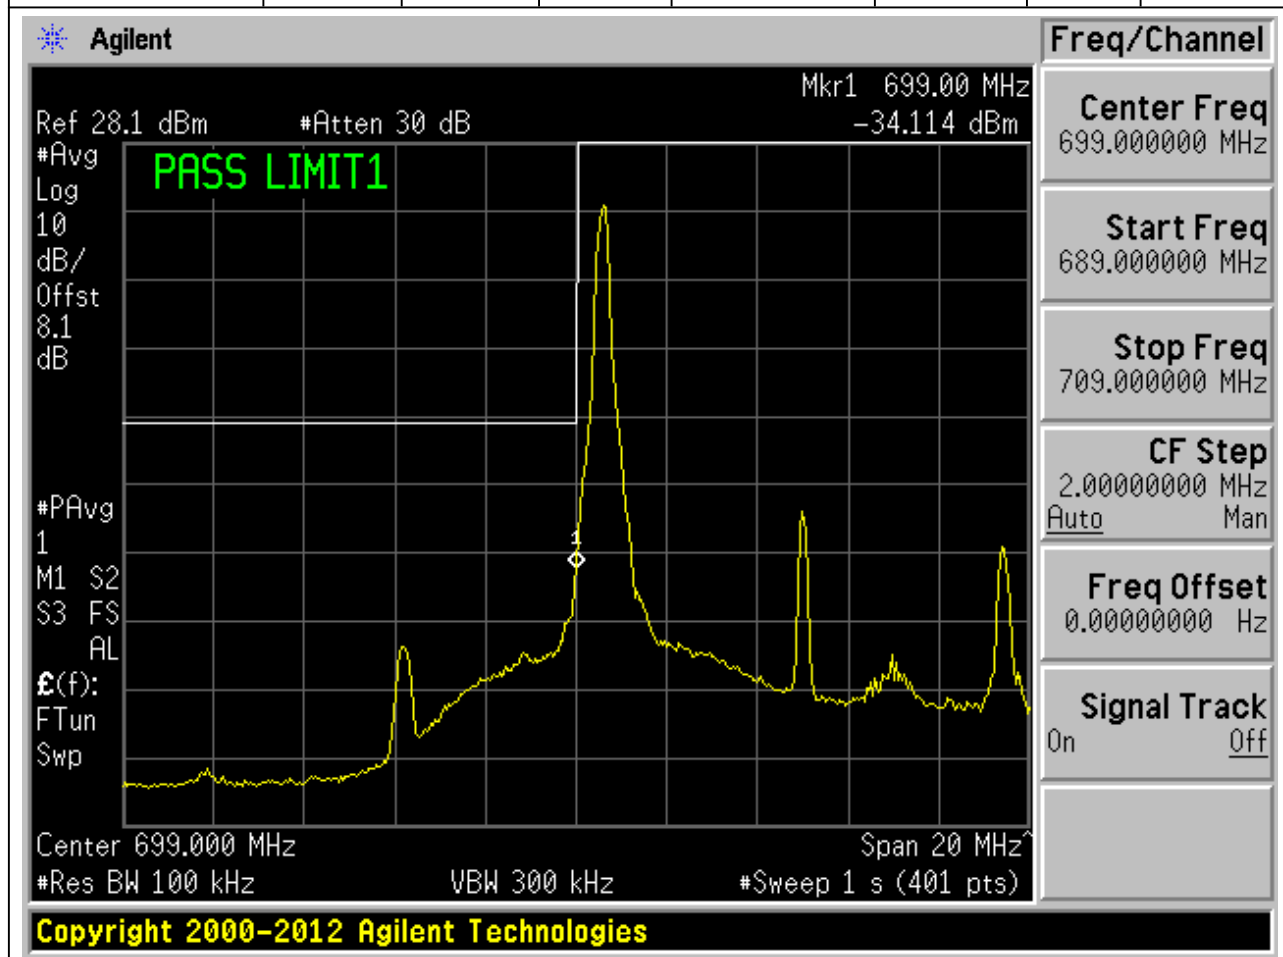 Agilent
Freq/Channel
Mkr1 699.00 MHz
Ref 28.1 dBm #Atten 30 dB -34.114 dBm
#Avg
Log
10
dB/
Offst
8.1
dB
PASS LIMIT1
#PAvg
1
M1 S2
S3 FS
AL
£(f):
FTun
Swp
1
Center 699.000 MHz Span 20 MHz^
#Res BW 100 kHz VBW 300 kHz #Sweep 1 s (401 pts)
Copyright 2000-2012 Agilent Technologies
Center Freq
699.000000 MHz
Start Freq
689.000000 MHz
Stop Freq
709.000000 MHz
CF Step
2.00000000 MHz
Auto Man
Freq Offset
0.00000000 Hz
Signal Track
On Off